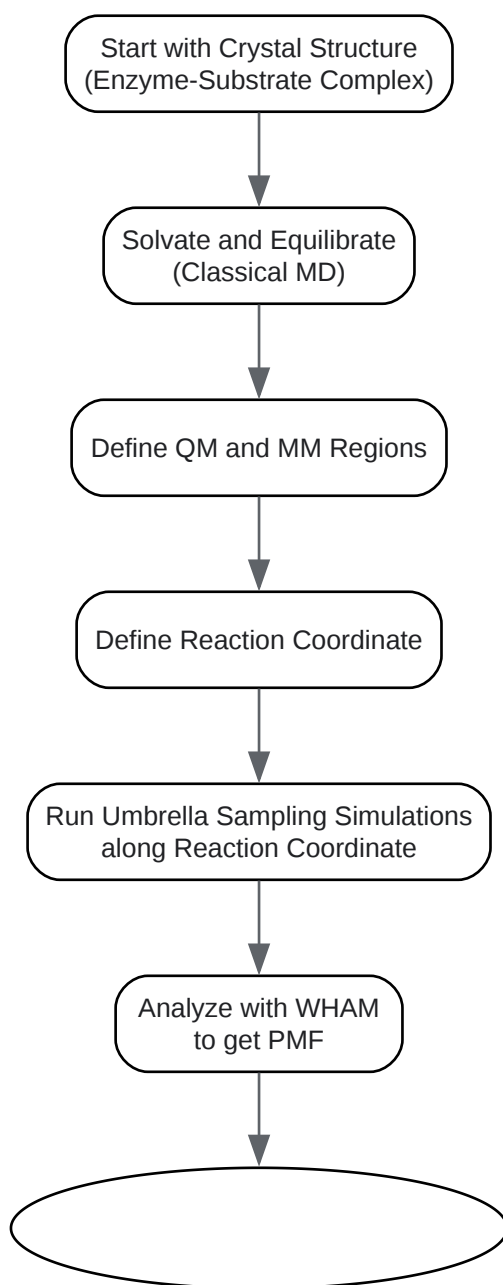 Start with Crystal Structure
(Enzyme-Substrate Complex)
Solvate and Equilibrate
(Classical MD)
Define QM and MM Regions
Define Reaction Coordinate
Run Umbrella Sampling Simulations
along Reaction Coordinate
Analyze with WHAM
to get PMF